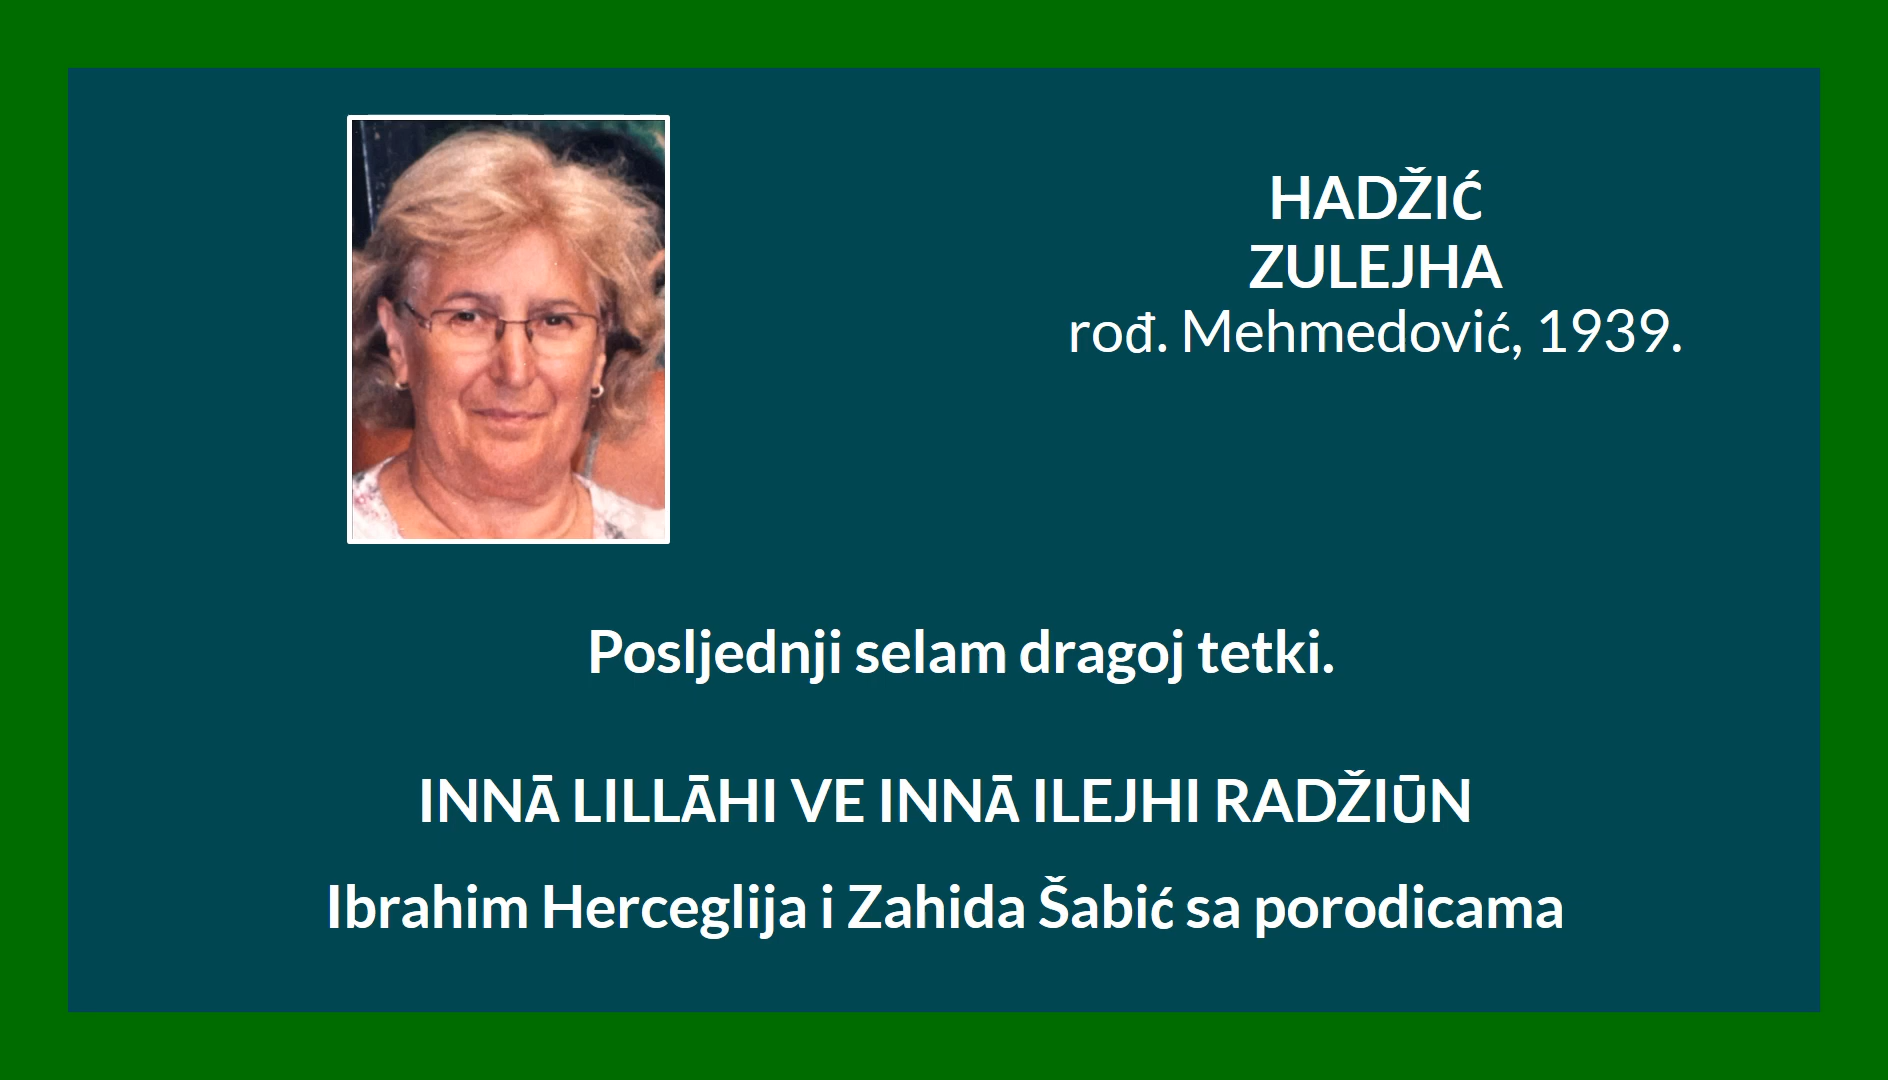 HADŽIĆ
ZULEJHA
rođ. Mehmedović, 1939.
Posljednji selam dragoj tetki.
INNĀ LILLĀHI VE INNĀ ILEJHI RADŽIŪN
Ibrahim Herceglija i Zahida Šabić sa porodicama